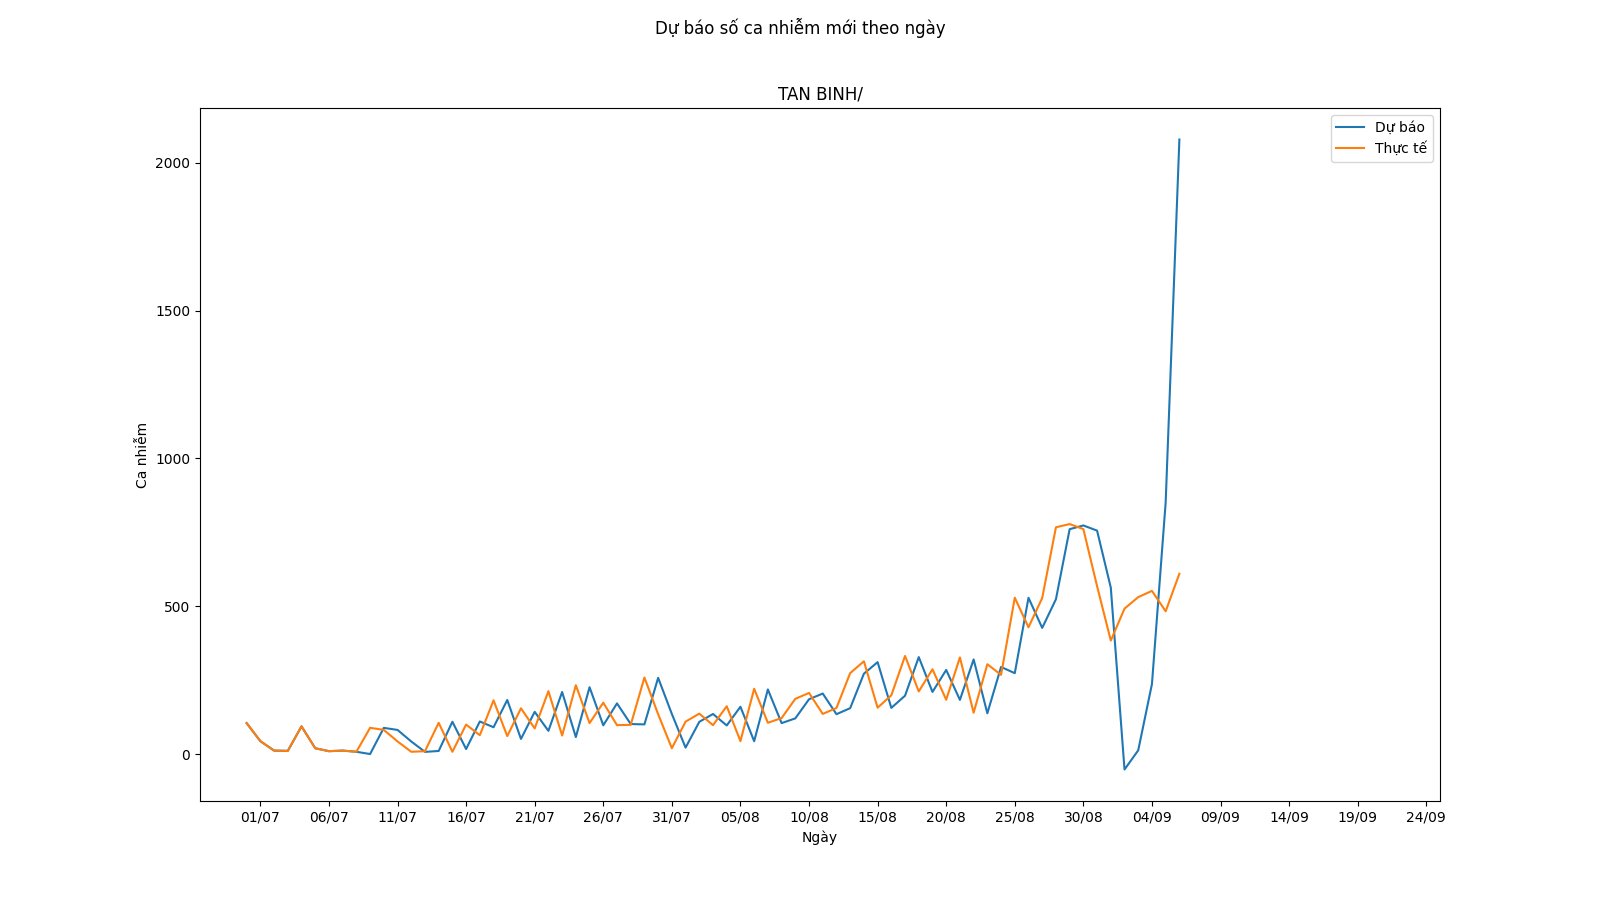 Dự báo số ca nhiễm mới theo ngày
TAN BINH/
Dự báo
Thực tế
2000
1500
1000
500
0
Ca nhiễm
01/07 06/07 11/07 16/07 21/07 26/07 31/07 05/08 10/08 15/08 20/08 25/08 30/08 04/09 09/09 14/09 19/09 24/09
Ngày